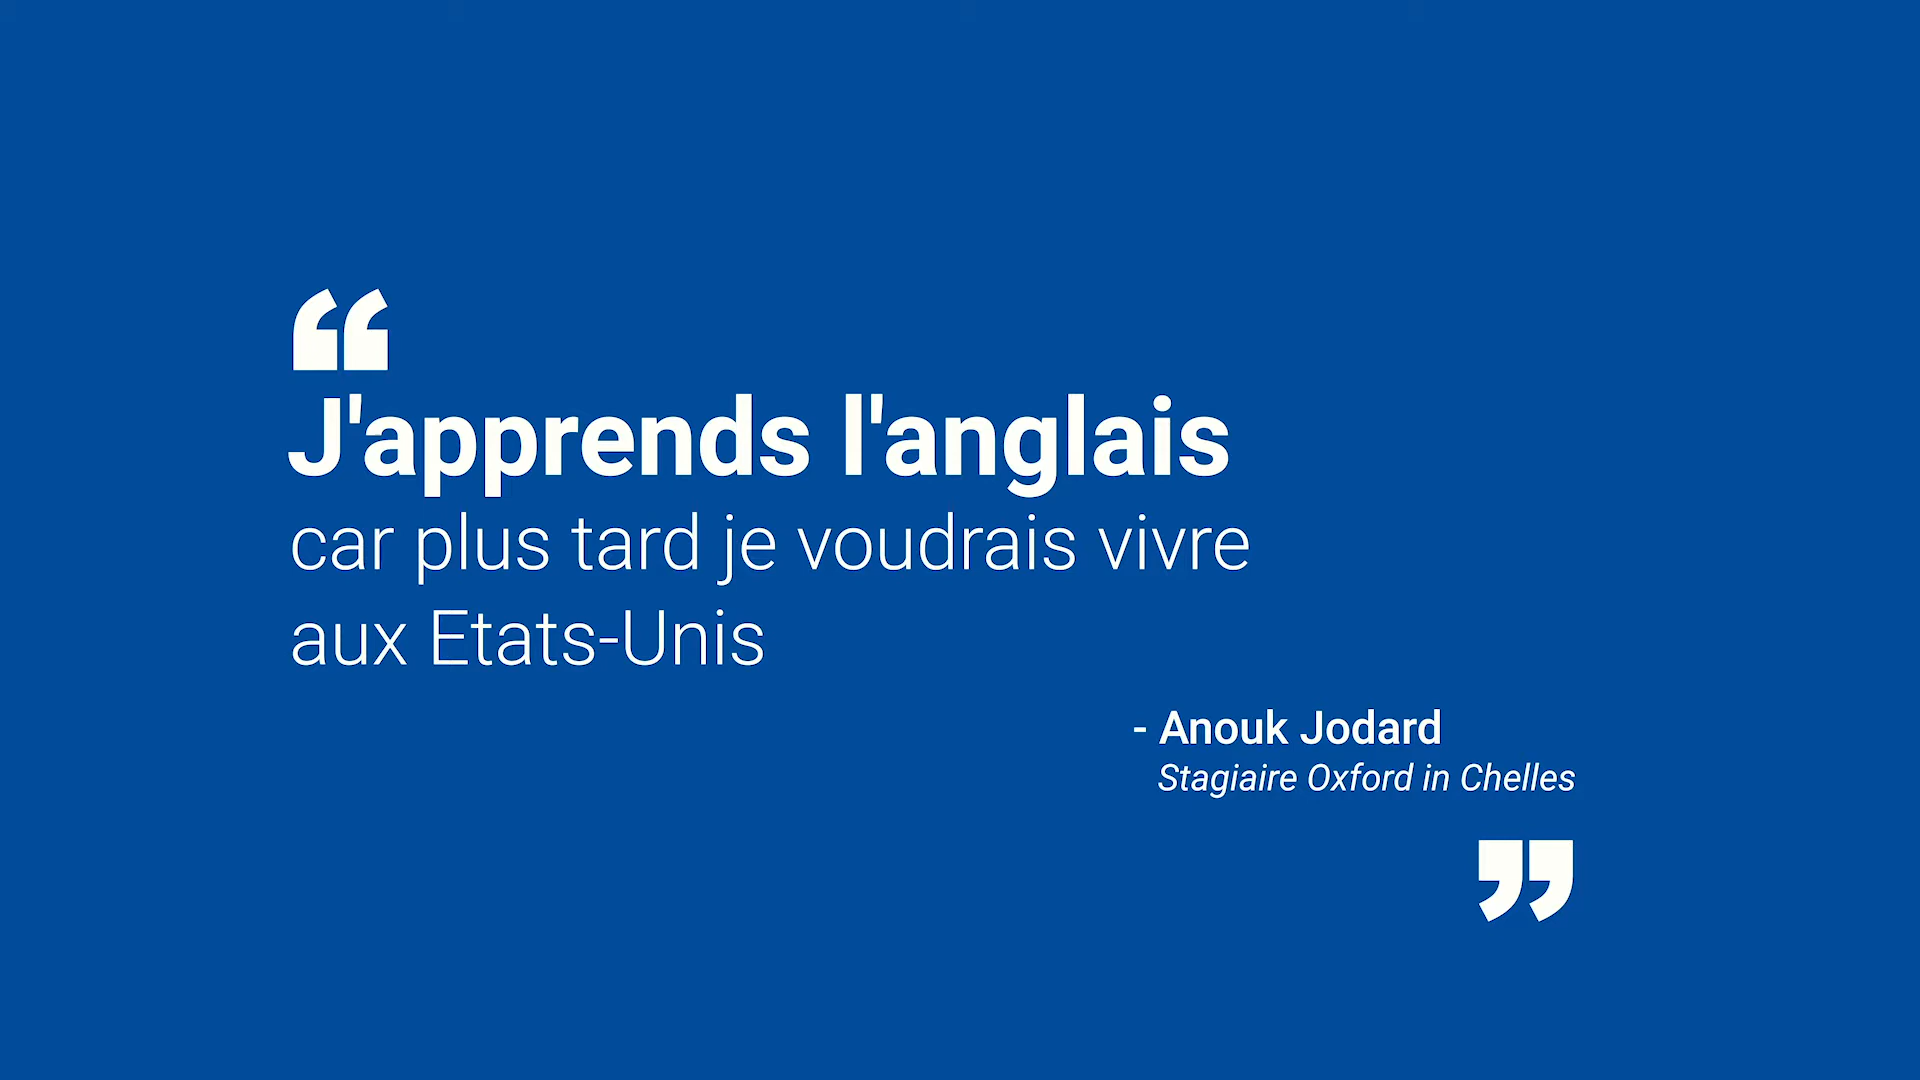 “
J'apprends l'anglais
car plus tard je voudrais vivre
aux Etats-Unis
- Anouk Jodard
Stagiaire Oxford in Chelles
”